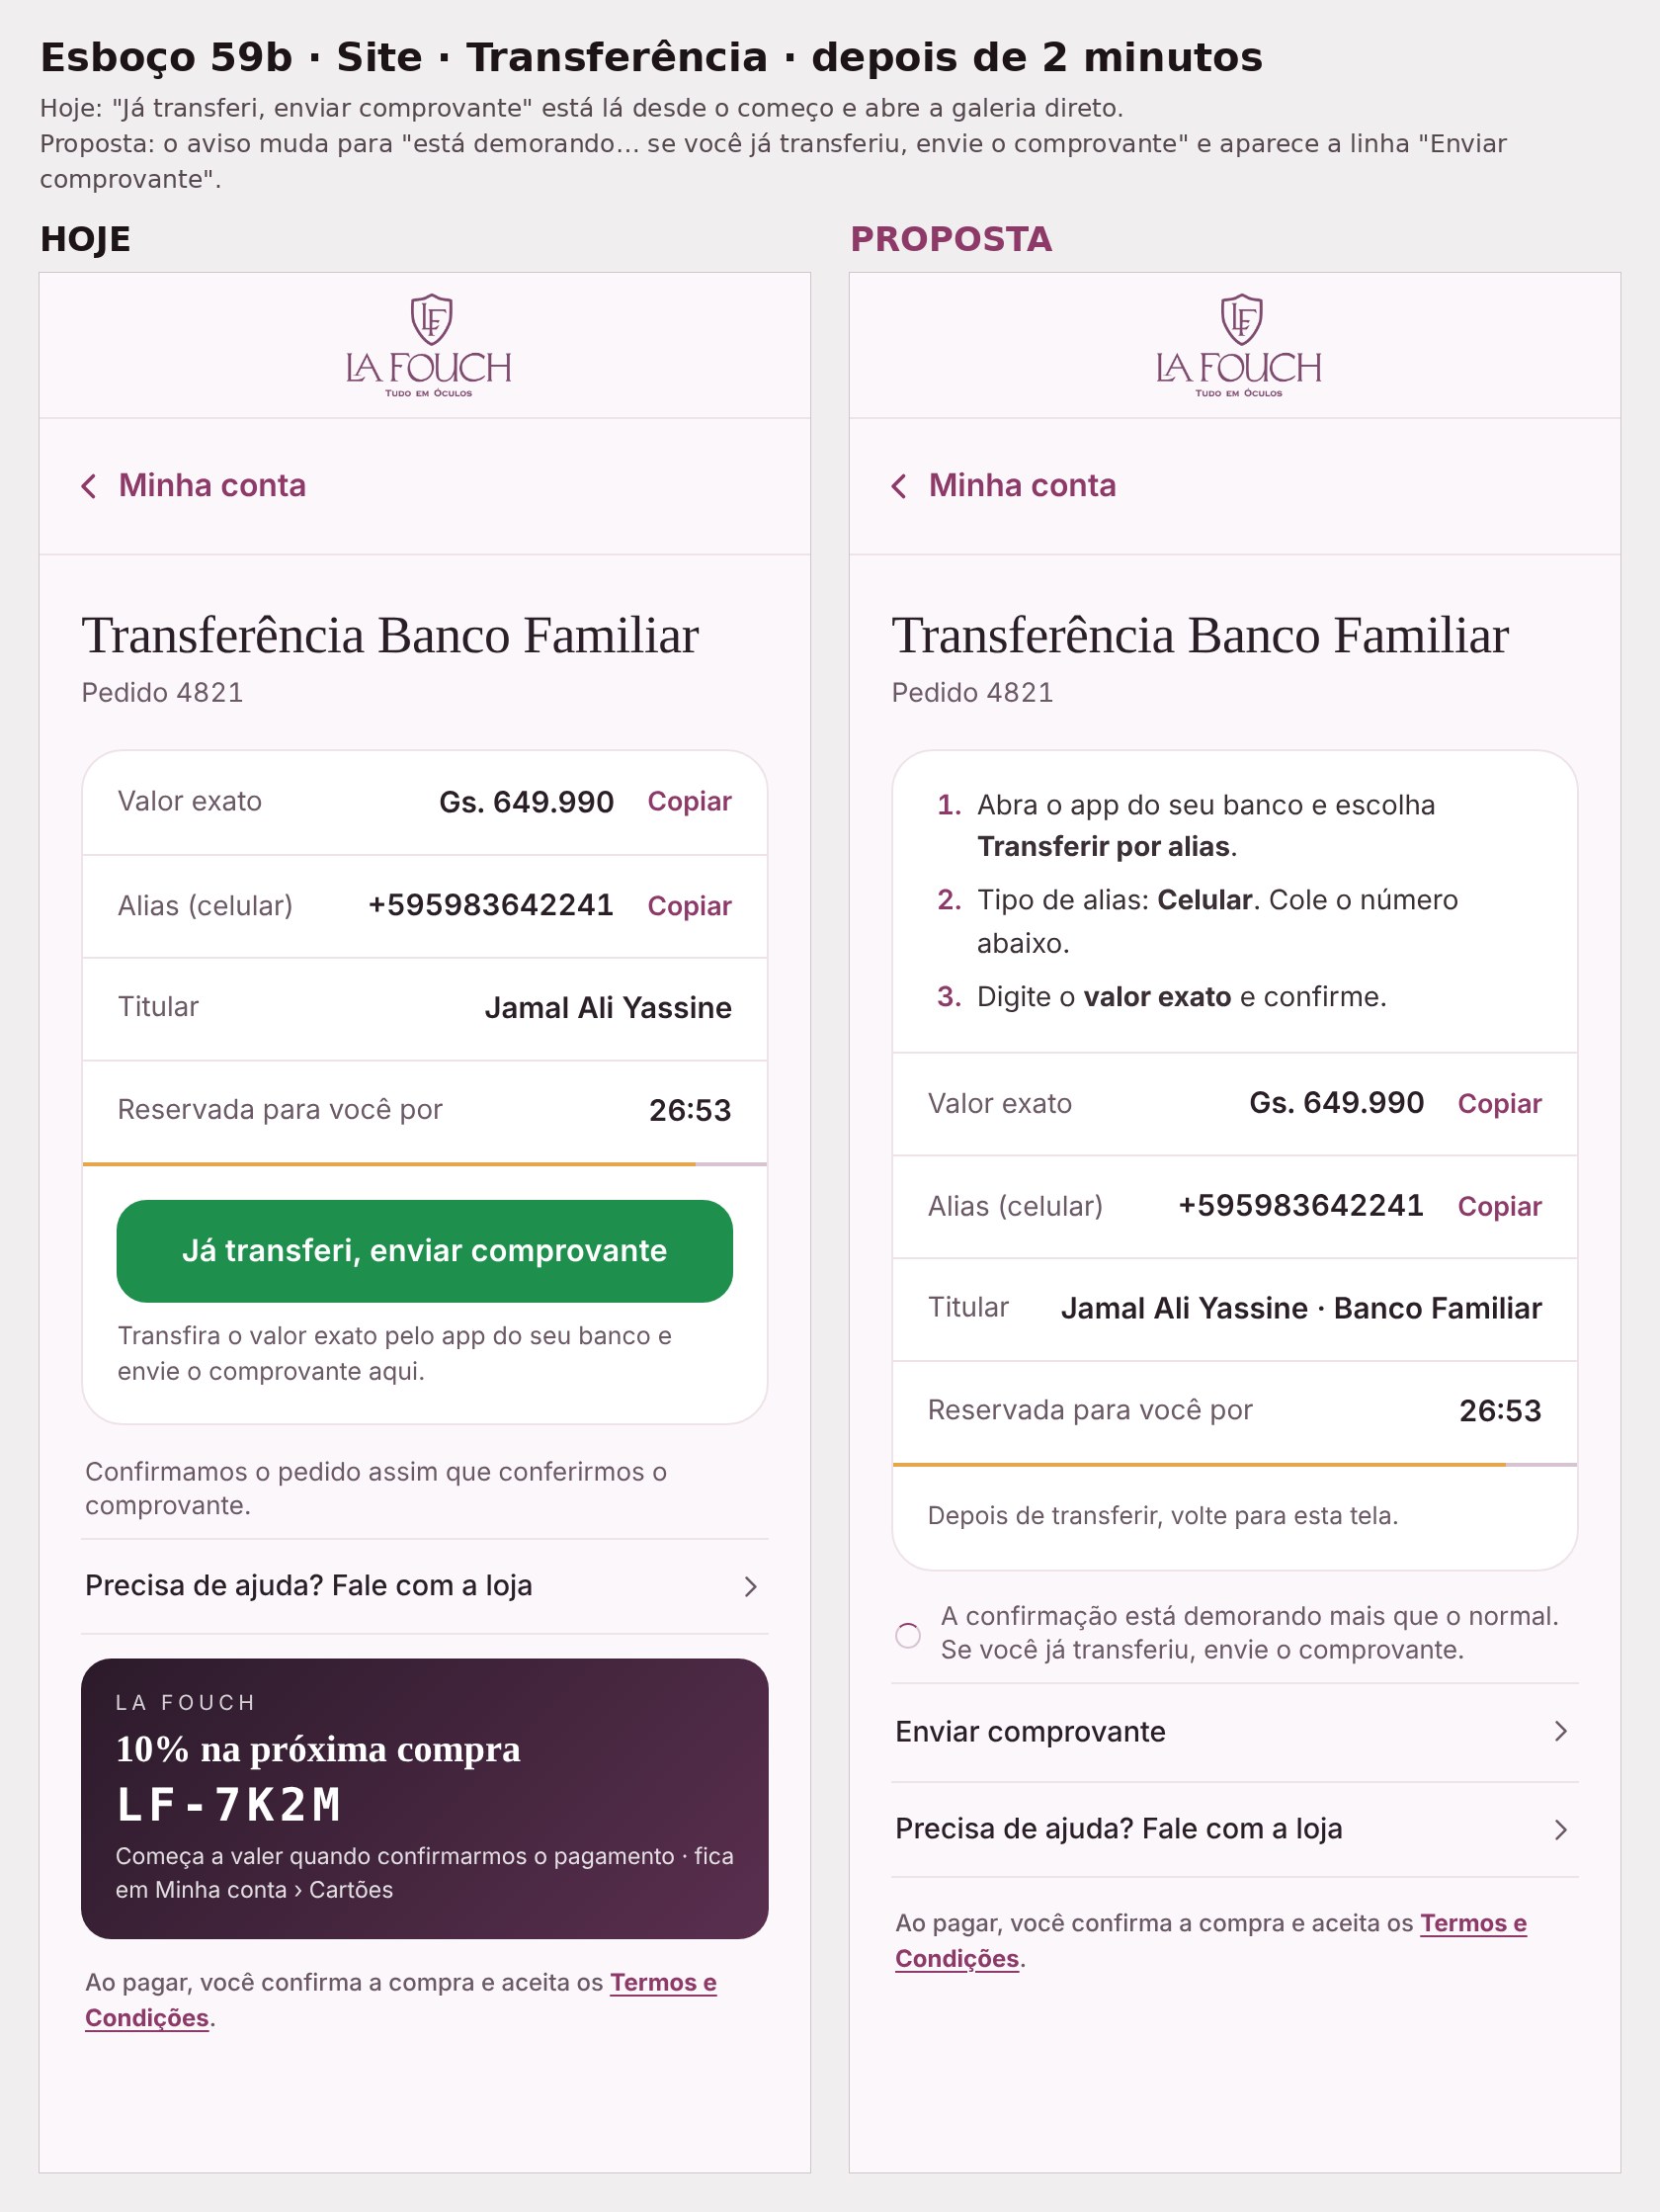 Esboço 59b · Site · Transferência · depois de 2 minutos
Hoje: "Já transferi, enviar comprovante" está lá desde o começo e abre a galeria direto.
Proposta: o aviso muda para "está demorando… se você já transferiu, envie o comprovante" e aparece a linha "Enviar
comprovante".
HOJE
LF
LA FOUCH
TUDO EM ÓCULOS
Minha conta
Transferência Banco Familiar
Pedido 4821
Valor exato Gs. 649.990 Copiar
Alias (celular) +595983642241 Copiar
Titular Jamal Ali Yassine
Reservada para você por 26:53
Já transferi, enviar comprovante
Transfira o valor exato pelo app do seu banco e
envie o comprovante aqui.
Confirmamos o pedido assim que conferirmos o
comprovante.
Precisa de ajuda? Fale com a loja
LA FOUCH
10% na próxima compra
LF-7K2M
Começa a valer quando confirmarmos o pagamento · fica
em Minha conta › Cartões
Ao pagar, você confirma a compra e aceita os Termos e
Condições.
PROPOSTA
LF
LA FOUCH
TUDO EM ÓCULOS
Minha conta
Transferência Banco Familiar
Pedido 4821
1. Abra o app do seu banco e escolha
Transferir por alias.
2. Tipo de alias: Celular. Cole o número
abaixo.
3. Digite o valor exato e confirme.
Valor exato Gs. 649.990 Copiar
Alias (celular) +595983642241 Copiar
Titular Jamal Ali Yassine · Banco Familiar
Reservada para você por 26:53
Depois de transferir, volte para esta tela.
A confirmação está demorando mais que o normal.
Se você já transferiu, envie o comprovante.
Enviar comprovante
Precisa de ajuda? Fale com a loja
Ao pagar, você confirma a compra e aceita os Termos e
Condições.